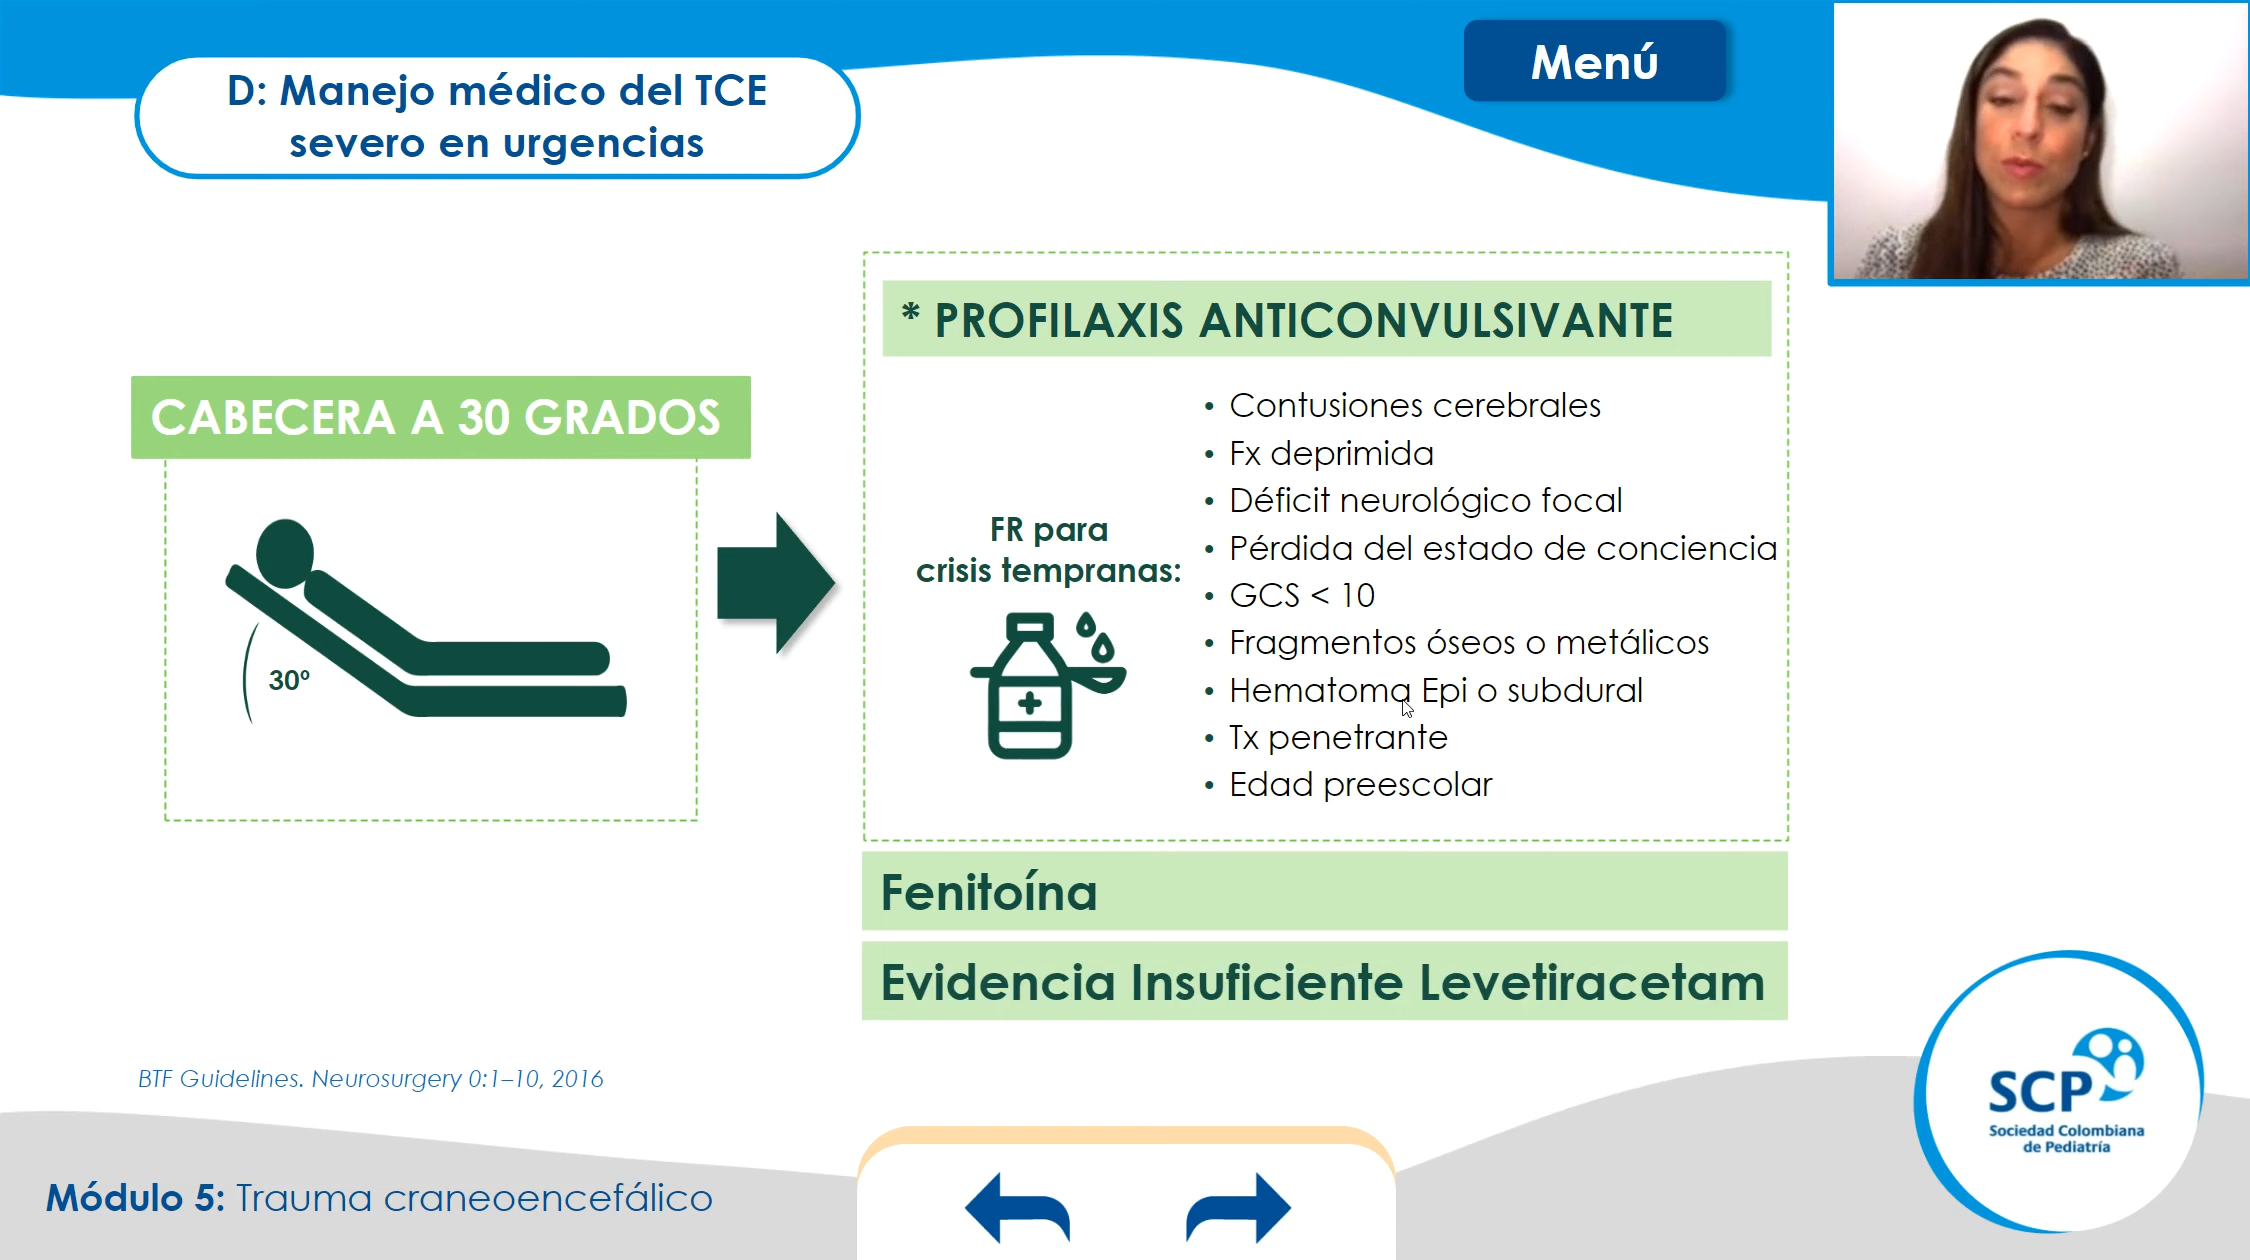 D: Manejo médico del TCE
severo en urgencias
Menú
CABECERA A 30 GRADOS
30º
* PROFILAXIS ANTICONVULSIVANTE
FR para
crisis tempranas:
• Contusiones cerebrales
• Fx deprimida
• Déficit neurológico focal
• Pérdida del estado de conciencia
• GCS < 10
• Fragmentos óseos o metálicos
• Hematoma Epi o subdural
• Tx penetrante
• Edad preescolar
Fenitoína
Evidencia Insuficiente Levetiracetam
BTF Guidelines. Neurosurgery 0:1–10, 2016
Módulo 5: Trauma craneoencefálico
SCP
Sociedad Colombiana
de Pediatría